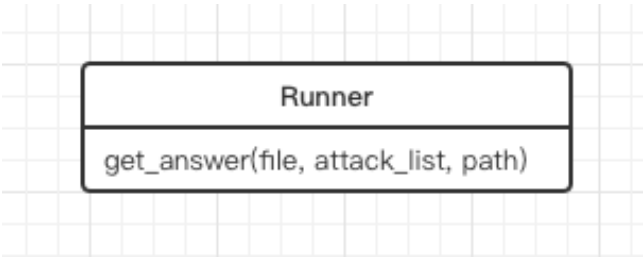 Runner
get_answer(file, attack_list, path)